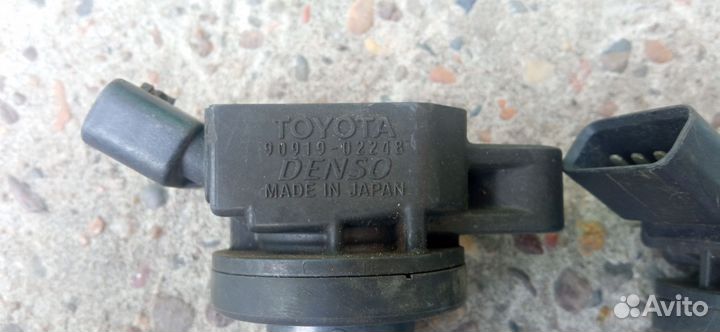 TOYOTA
90919-02248
DENSO
MADE IN JAPAN
Avito